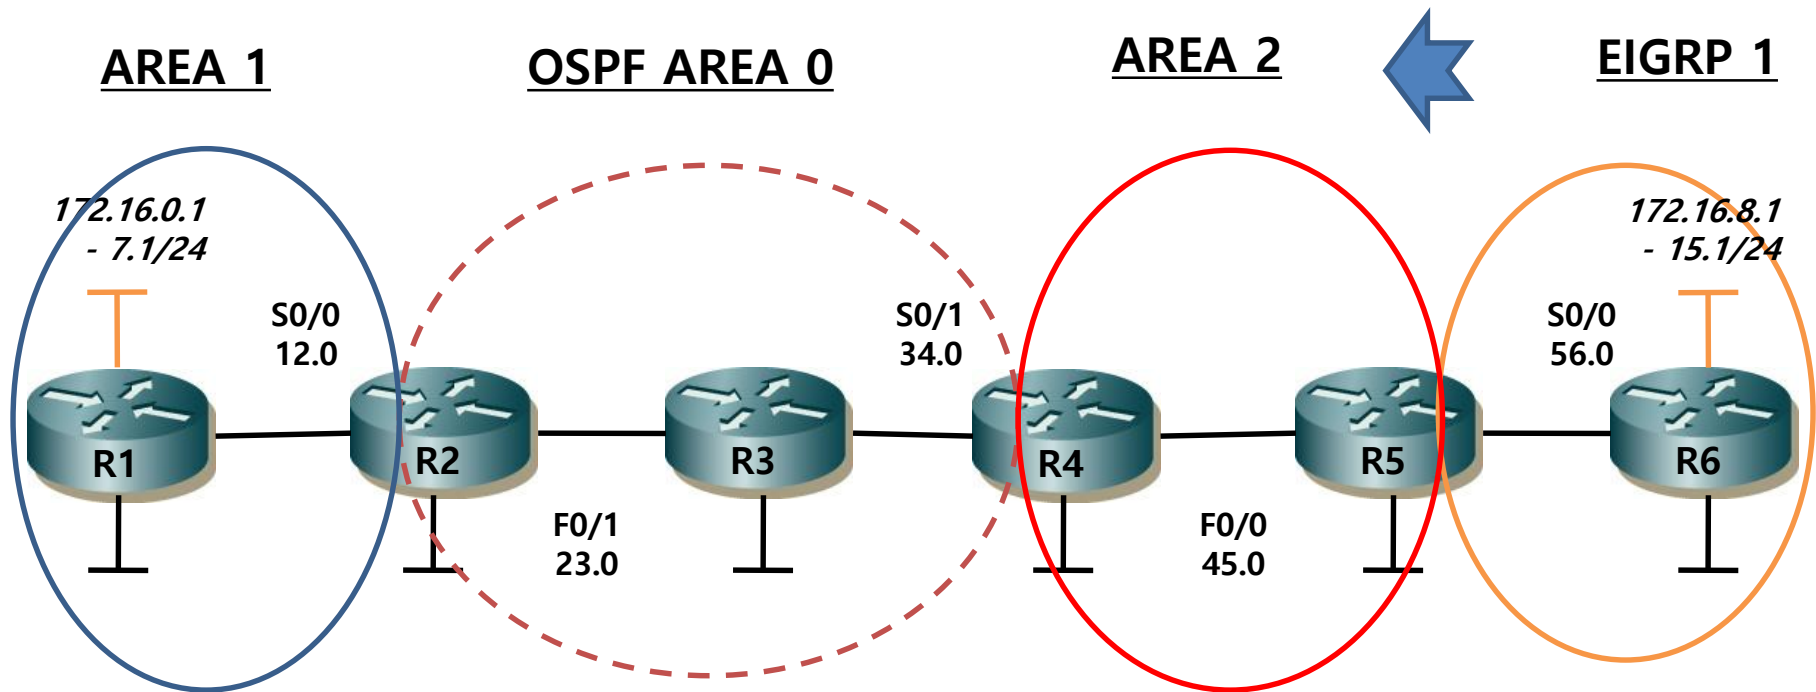 AREA 1
OSPF AREA 0
AREA 2
EIGRP 1
172.16.0.1
- 7.1/24
172.16.8.1
- 15.1/24
S0/0
12.0
S0/1
34.0
S0/0
56.0
R1
R2
R3
R4
R5
R6
F0/1
23.0
F0/0
45.0